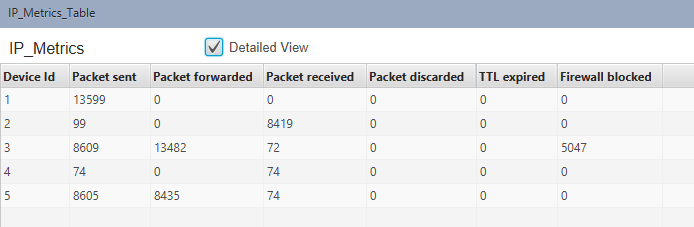 IP_Metrics_Table
IP_Metrics Detailed View
Device Id Packet sent Packet forwarded Packet received Packet discarded TTL expired Firewall blocked
1 13599 0 0 0 0 0
2 99 0 8419 0 0 0
3 8609 13482 72 0 0 5047
4 74 0 74 0 0 0
5 8605 8435 74 0 0 0